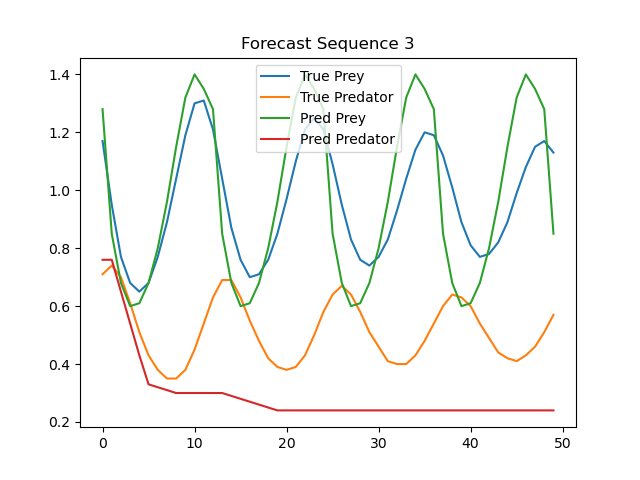 Forecast Sequence 3
True Prey
True Predator
Pred Prey
Pred Predator
1.4
1.2
1.0
0.8
0.6
0.4
0.2
0 10 20 30 40 50